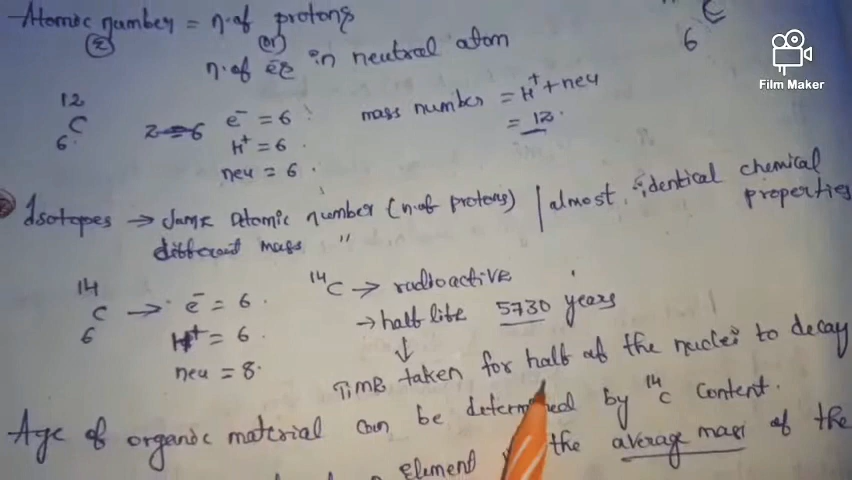 Atomic number = n.of protons
(Z) (or)
n.of e⁻s in neutral atom
C
6
Film Maker
12
C
6
Z = 6
e⁻ = 6
H⁺ = 6
neu = 6
mass number = H⁺ + neu
= 12
Isotopes → Same Atomic number (n.of protons) | almost identical chemical properties
different mass "
14
C → e⁻ = 6
6
H⁺ = 6
neu = 8
¹⁴C → radioactive
→ half life 5730 years
↓
Time taken for half of the nuclei to decay
Age of organic material can be determined by ¹⁴C content.
Element the average mass of the